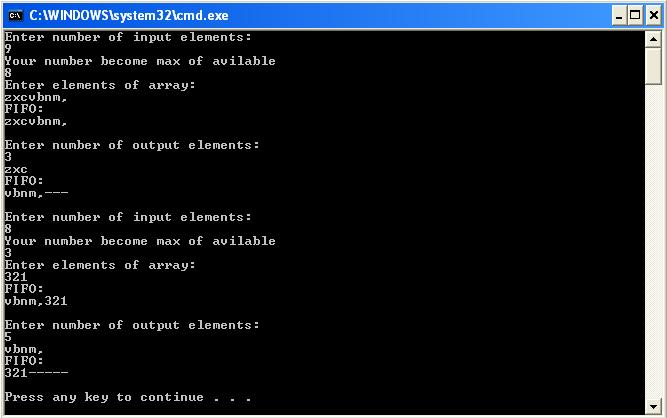 C:\WINDOWS\system32\cmd.exe
Enter number of input elements:
9
Your number become max of avilable
8
Enter elements of array:
zxcvbnm,
FIFO:
zxcvbnm,
Enter number of output elements:
3
zxc
FIFO:
vbnm,---
Enter number of input elements:
8
Your number become max of avilable
3
Enter elements of array:
321
FIFO:
vbnm,321
Enter number of output elements:
5
vbnm,
FIFO:
321-----
Press any key to continue . . .